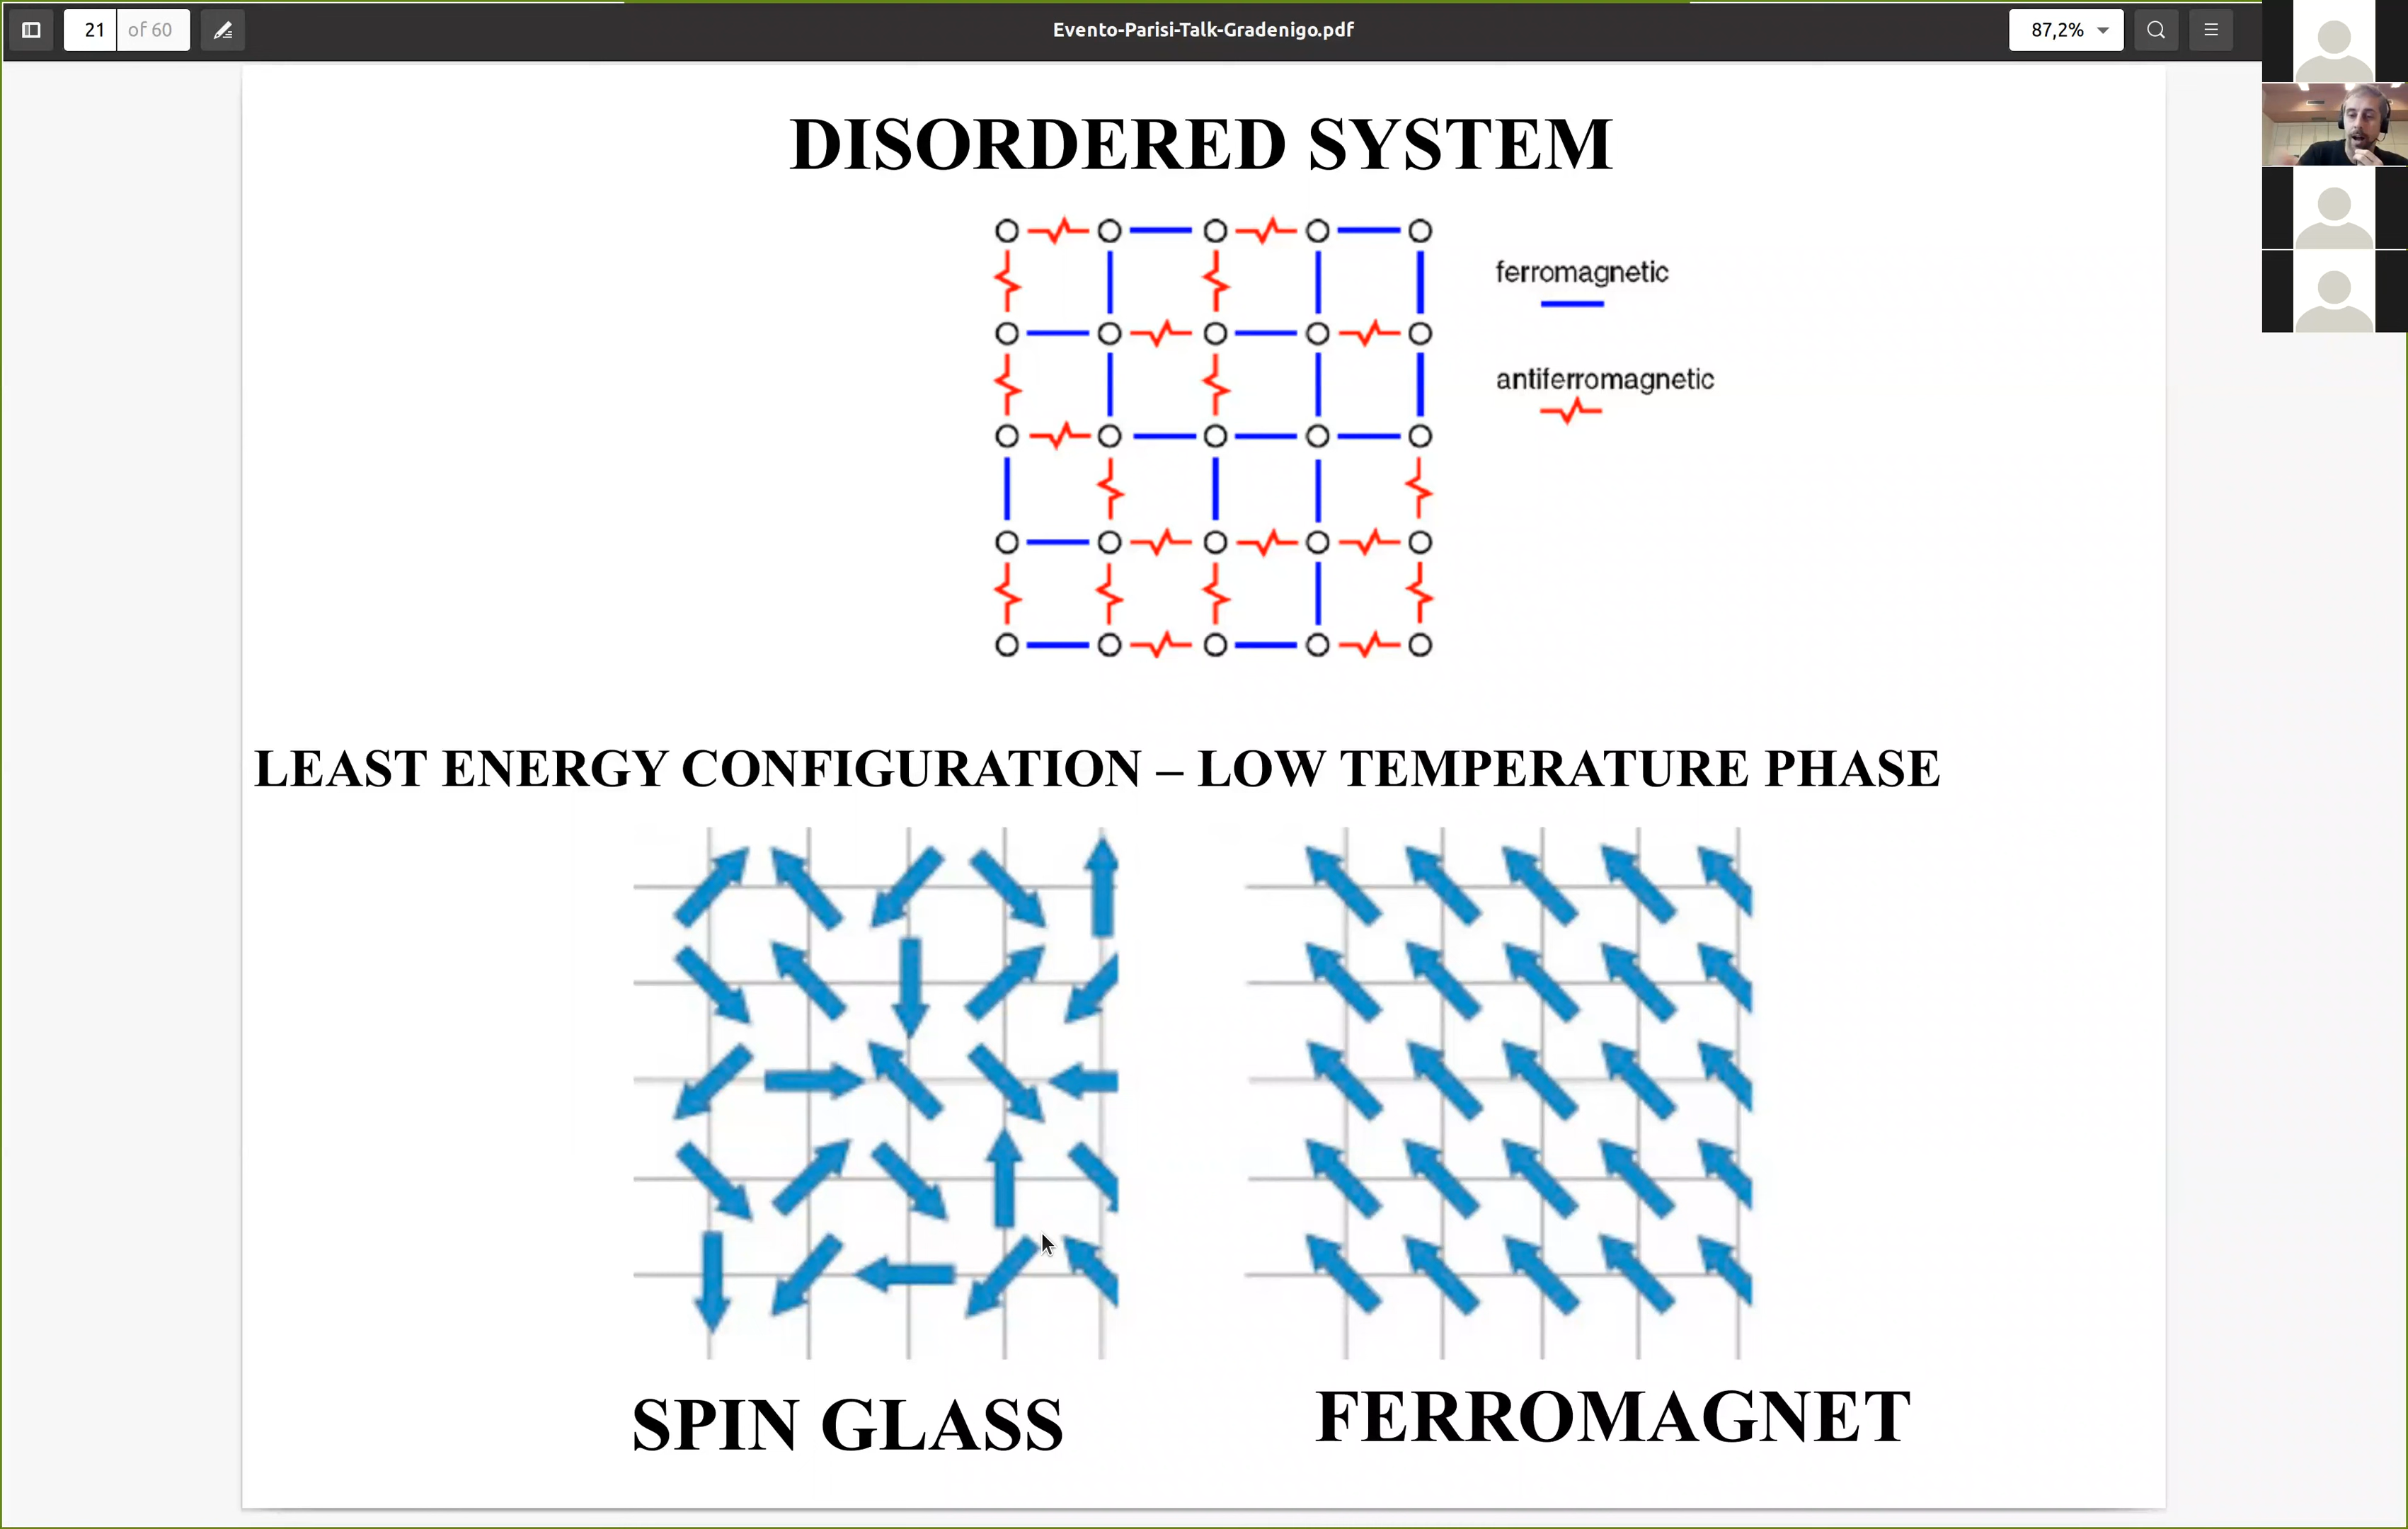 21 of 60
Evento-Parisi-Talk-Gradenigo.pdf
87,2%
DISORDERED SYSTEM
ferromagnetic
antiferromagnetic
LEAST ENERGY CONFIGURATION – LOW TEMPERATURE PHASE
SPIN GLASS
FERROMAGNET